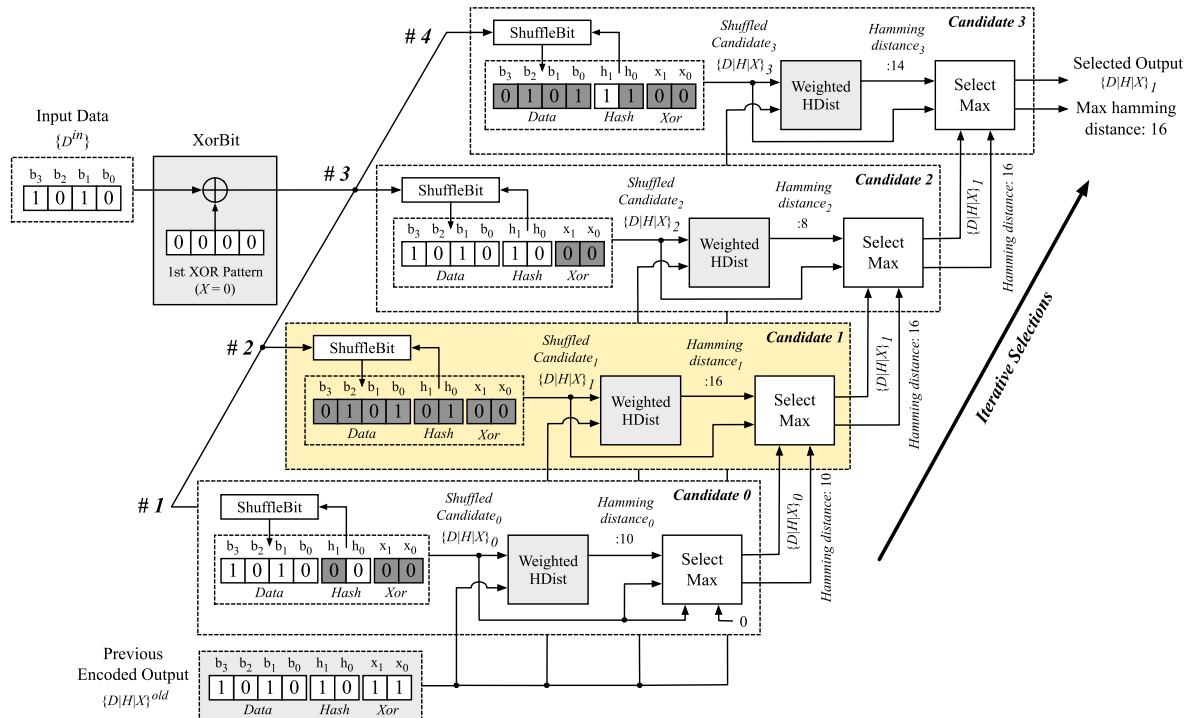 Input Data
{D^in}
b3 b2 b1 b0
1 0 1 0
XorBit
0 0 0 0
1st XOR Pattern
(X = 0)
# 4
# 3
# 2
# 1
Candidate 3
ShuffleBit
b3 b2 b1 b0 h1 h0 x1 x0
0 1 0 1 1 1 0 0
Data Hash Xor
Shuffled
Candidate3
{D|H|X}3
Weighted
HDist
Hamming
distance3
:14
Select
Max
Selected Output
{D|H|X}1
Max hamming
distance: 16
Candidate 2
ShuffleBit
b3 b2 b1 b0 h1 h0 x1 x0
1 0 1 0 1 0 0 0
Data Hash Xor
Shuffled
Candidate2
{D|H|X}2
Weighted
HDist
Hamming
distance2
:8
Select
Max
{D|H|X}1
Hamming distance: 16
Candidate 1
ShuffleBit
b3 b2 b1 b0 h1 h0 x1 x0
0 1 0 1 0 1 0 0
Data Hash Xor
Shuffled
Candidate1
{D|H|X}1
Weighted
HDist
Hamming
distance1
:16
Select
Max
{D|H|X}1
Hamming distance: 16
Candidate 0
ShuffleBit
b3 b2 b1 b0 h1 h0 x1 x0
1 0 1 0 0 0 0 0
Data Hash Xor
Shuffled
Candidate0
{D|H|X}0
Weighted
HDist
Hamming
distance0
:10
Select
Max
0
{D|H|X}0
Hamming distance: 10
Iterative Selections
Previous
Encoded Output
{D|H|X}^old
b3 b2 b1 b0 h1 h0 x1 x0
1 0 1 0 1 0 1 1
Data Hash Xor